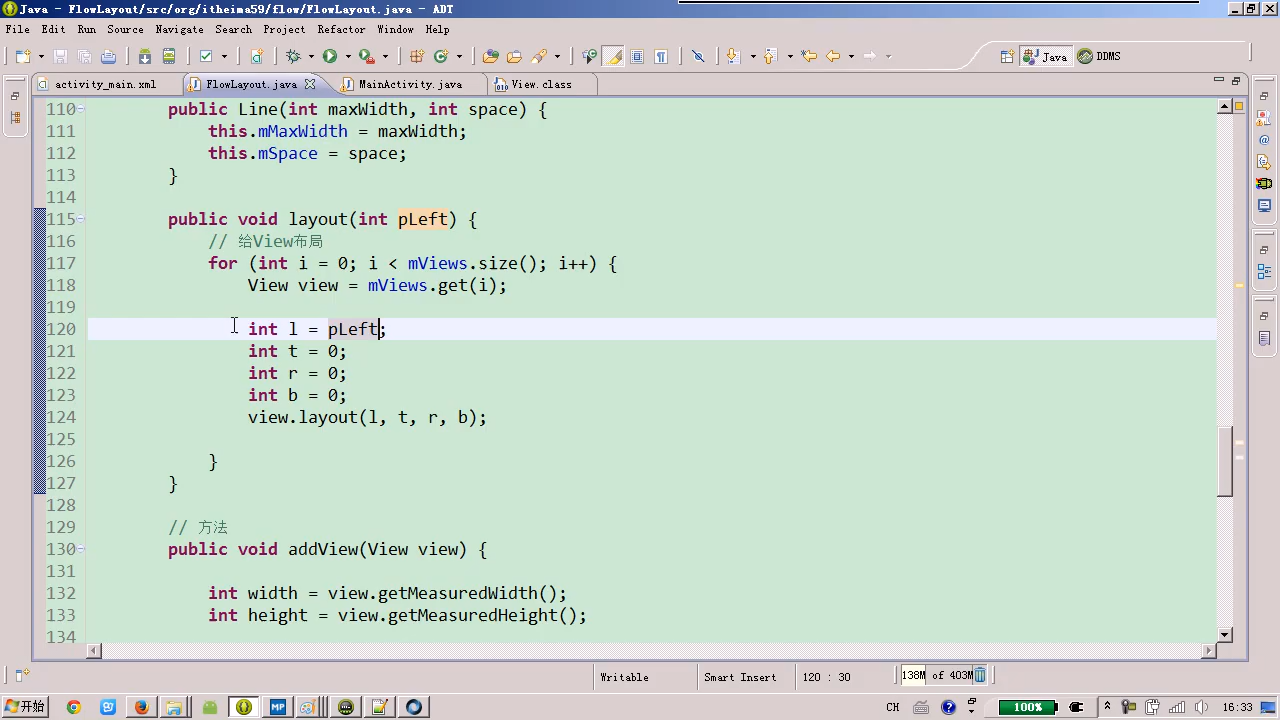 Java - FlowLayout/src/org/itheima59/flow/FlowLayout.java - ADT
File Edit Run Source Navigate Search Project Refactor Window Help
Java DDMS
activity_main.xml FlowLayout.java MainActivity.java View.class
110 public Line(int maxWidth, int space) {
111 this.mMaxWidth = maxWidth;
112 this.mSpace = space;
113 }
114
115 public void layout(int pLeft) {
116 // 给View布局
117 for (int i = 0; i < mViews.size(); i++) {
118 View view = mViews.get(i);
119
120 int l = pLeft;
121 int t = 0;
122 int r = 0;
123 int b = 0;
124 view.layout(l, t, r, b);
125
126 }
127 }
128
129 // 方法
130 public void addView(View view) {
131
132 int width = view.getMeasuredWidth();
133 int height = view.getMeasuredHeight();
134
Writable Smart Insert 120 : 30 138M of 403M
开始 MP CH 100% 16:33